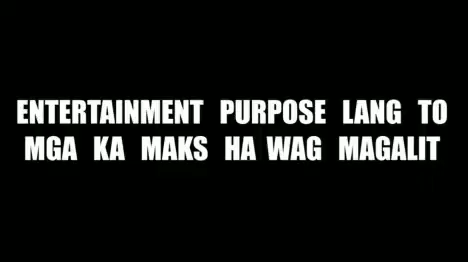 ENTERTAINMENT PURPOSE LANG TO
MGA KA MAKS HA WAG MAGALIT